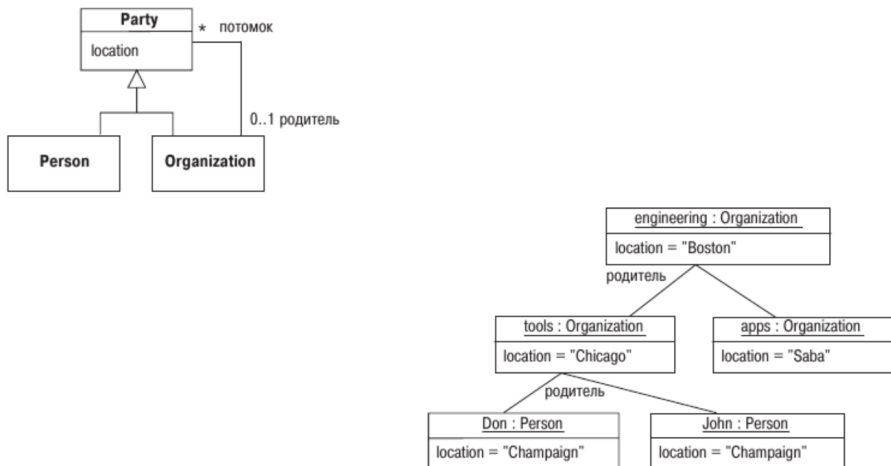 Party
* потомок
location
0..1 родитель
Person
Organization
engineering : Organization
location = "Boston"
родитель
tools : Organization
apps : Organization
location = "Chicago"
location = "Saba"
родитель
Don : Person
John : Person
location = "Champaign"
location = "Champaign"